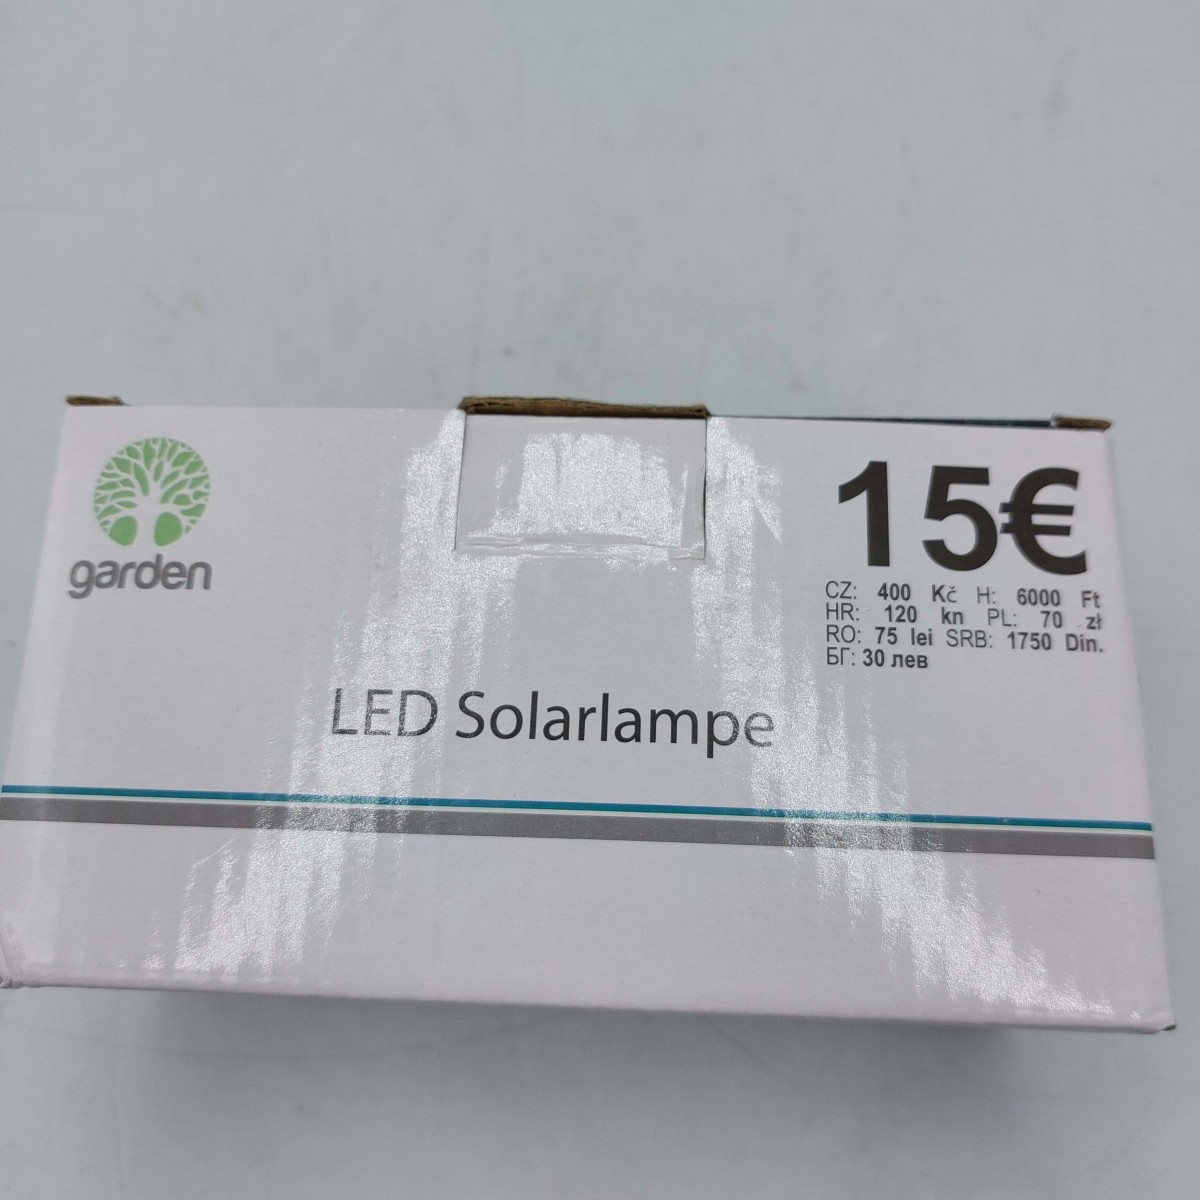 garden
15€
CZ: 400 Kč H: 6000 Ft
HR: 120 kn PL: 70 zł
RO: 75 lei SRB: 1750 Din.
БГ: 30 лев
LED Solarlampe